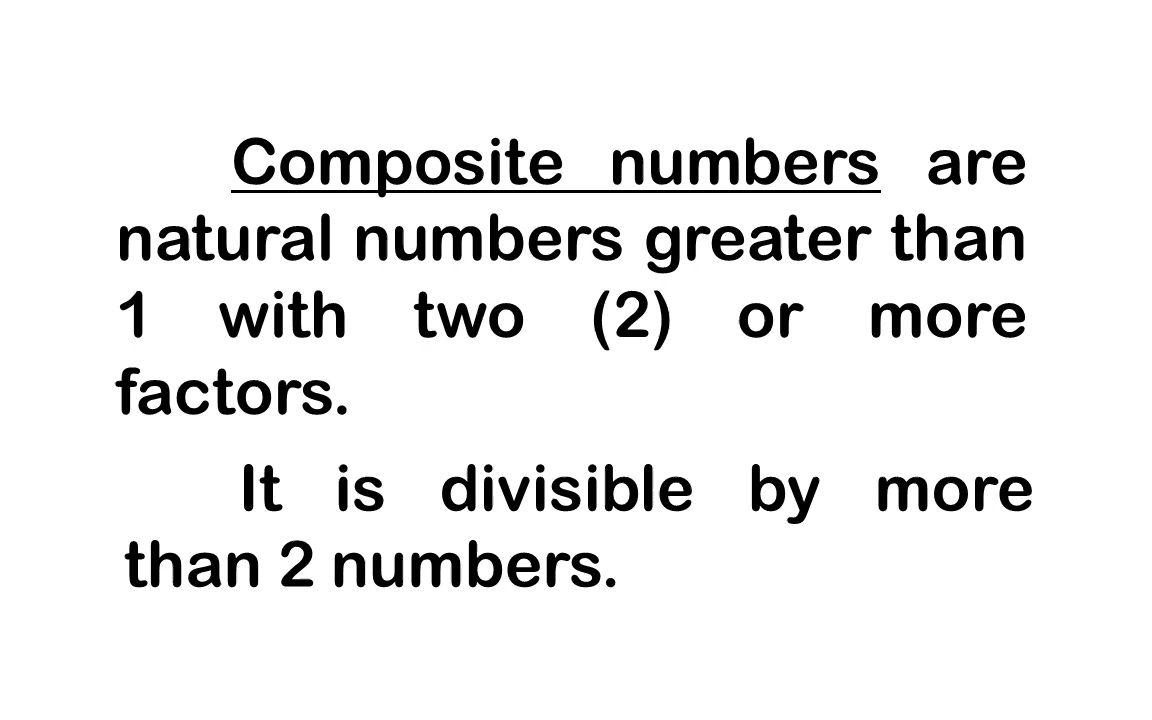 Composite numbers are
natural numbers greater than
1 with two (2) or more
factors.
It is divisible by more
than 2 numbers.